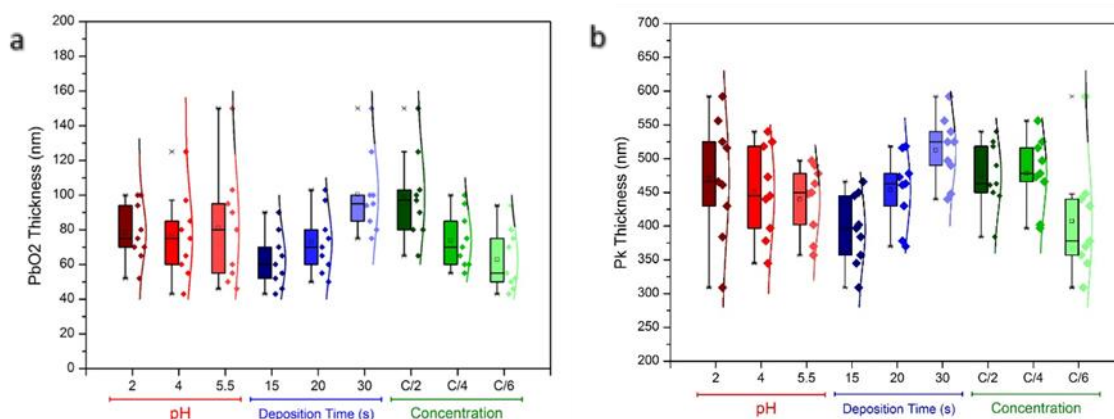 a
PbO2 Thickness (nm)
200
180
160
140
120
100
80
60
40
20
0
2 4 5.5 15 20 30 C/2 C/4 C/6
pH Deposition Time (s) Concentration
b
Pk Thickness (nm)
700
650
600
550
500
450
400
350
300
250
200
2 4 5.5 15 20 30 C/2 C/4 C/6
pH Deposition Time (s) Concentration